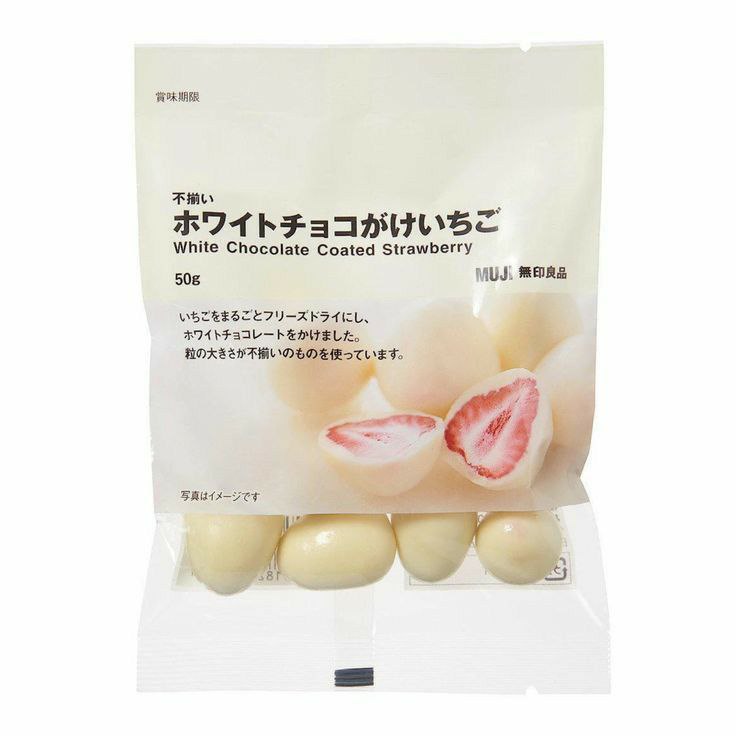 賞味期限
不揃い
ホワイトチョコがけいちご
White Chocolate Coated Strawberry
50g
MUJI 無印良品
いちごをまるごとフリーズドライにし、
ホワイトチョコレートをかけました。
粒の大きさが不揃いのものを使っています。
写真はイメージです